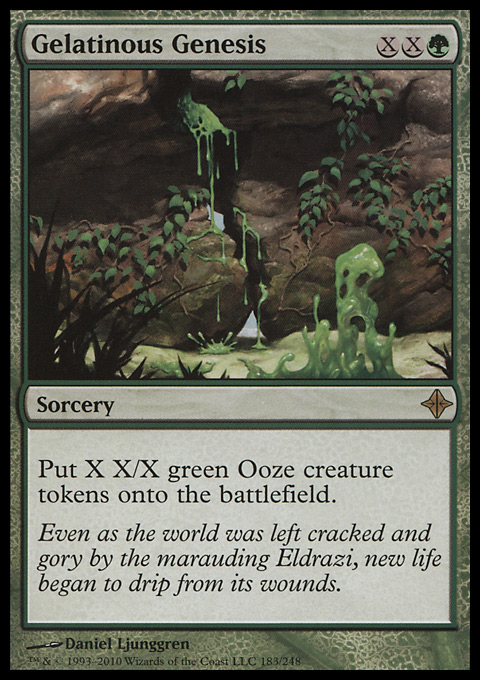 Gelatinous Genesis X X
Sorcery
Put X X/X green Ooze creature
tokens onto the battlefield.
Even as the world was left cracked and
gory by the marauding Eldrazi, new life
began to drip from its wounds.
Daniel Ljunggren
™ & © 1993–2010 Wizards of the Coast LLC 183/248